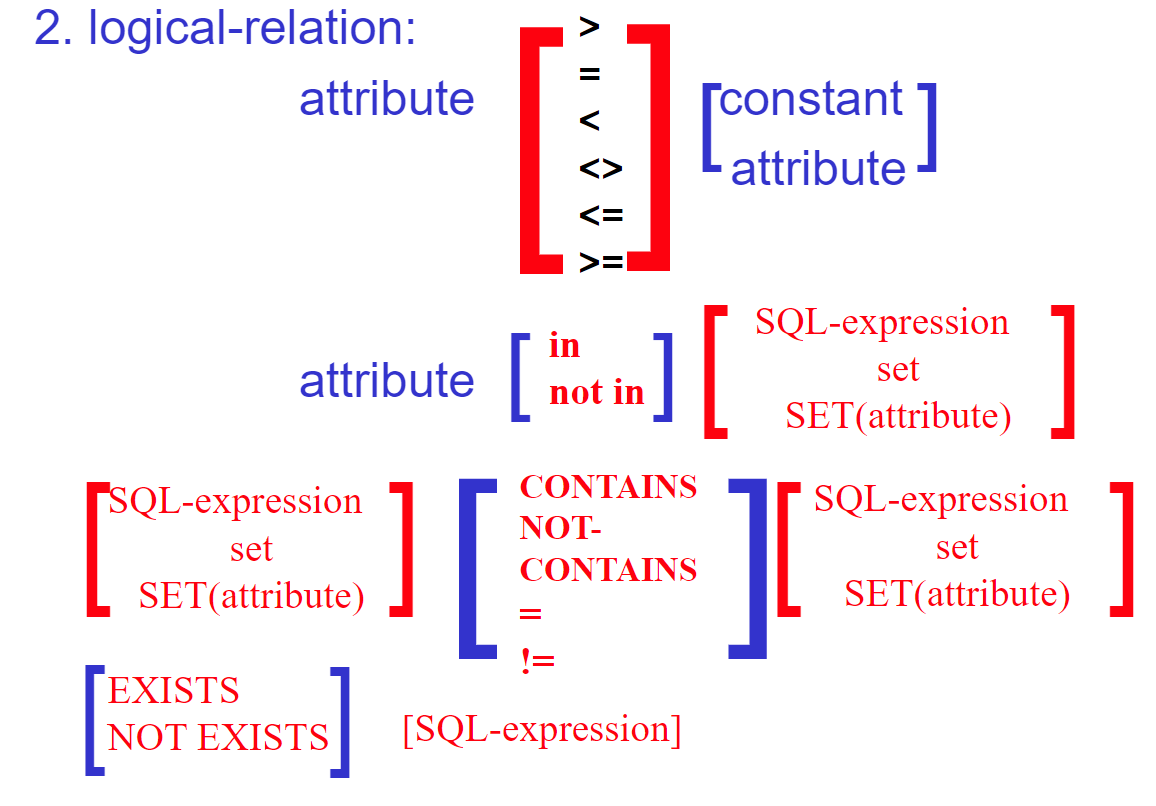 2. logical-relation:
>
=
<
<>
<=
>=
attribute
constant
attribute
attribute
in
not in
SQL-expression
set
SET(attribute)
SQL-expression
set
SET(attribute)
CONTAINS
NOT-
CONTAINS
=
!=
SQL-expression
set
SET(attribute)
EXISTS
NOT EXISTS
[SQL-expression]